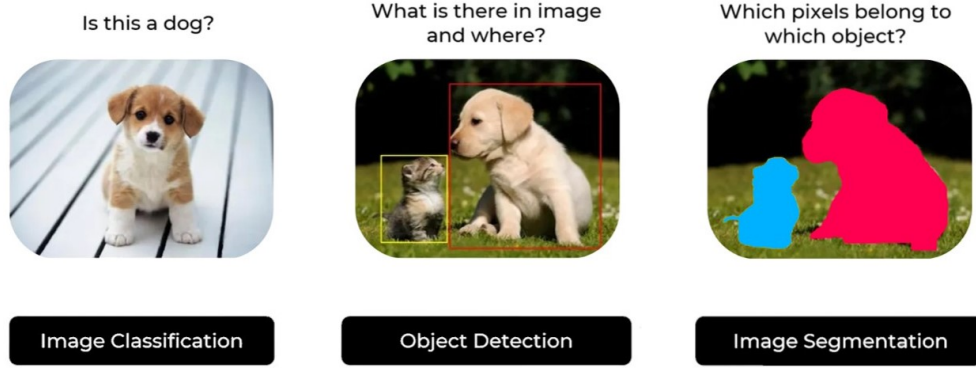 Is this a dog?
What is there in image
and where?
Which pixels belong to
which object?
Image Classification
Object Detection
Image Segmentation